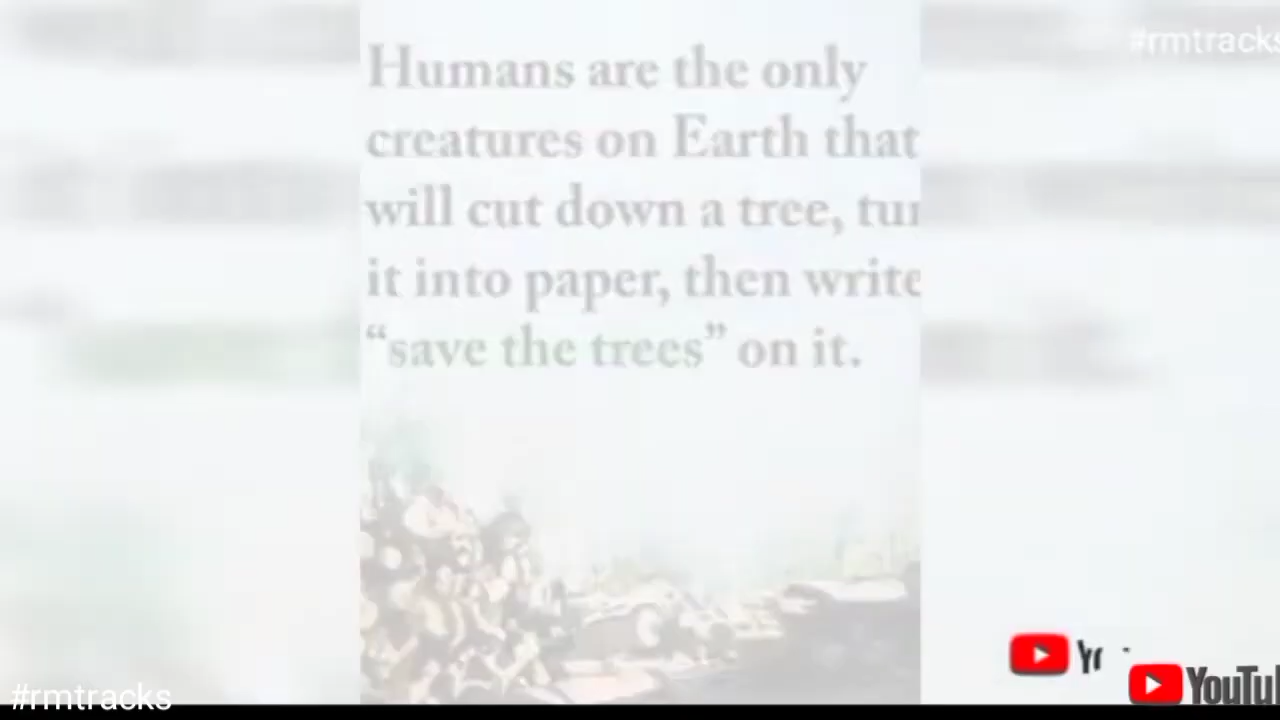 #rmtracks
Humans are the only
creatures on Earth that
will cut down a tree, tur
it into paper, then write
“save the trees” on it.
YouTu
#rmtracks